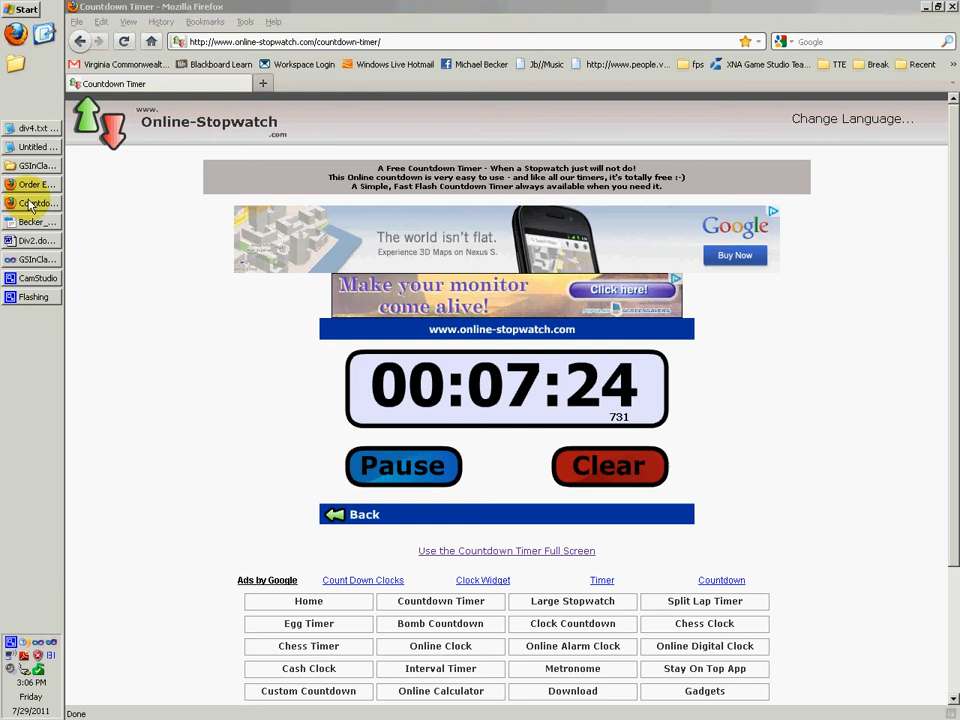 Start
Countdown Timer - Mozilla Firefox
File Edit View History Bookmarks Tools Help
http://www.online-stopwatch.com/countdown-timer/
Google
Virginia Commonwealt... Blackboard Learn Workspace Login Windows Live Hotmail Michael Becker Jb//Music http://www.people.v... fps XNA Game Studio Tea... TTE Break Recent
Countdown Timer
www.
Online-Stopwatch
.com
Change Language...
div4.txt ...
Untitled ...
GSInCla...
Order E...
Countdo...
Becker_...
Div2.do...
GSInCla...
CamStudio
Flashing
A Free Countdown Timer - When a Stopwatch just will not do!
This Online countdown is very easy to use - and like all our timers, it's totally free :-)
A Simple, Fast Flash Countdown Timer always available when you need it.
The world isn't flat.
Experience 3D Maps on Nexus S.
Google
Buy Now
Make your monitor
come alive!
Click here!
POPULAR SCREENSAVERS
www.online-stopwatch.com
00:07:24
731
Pause Clear
Back
Use the Countdown Timer Full Screen
Ads by Google Count Down Clocks Clock Widget Timer Countdown
Home Countdown Timer Large Stopwatch Split Lap Timer
Egg Timer Bomb Countdown Clock Countdown Chess Clock
Chess Timer Online Clock Online Alarm Clock Online Digital Clock
Cash Clock Interval Timer Metronome Stay On Top App
Custom Countdown Online Calculator Download Gadgets
3:06 PM
Friday
7/29/2011
Done